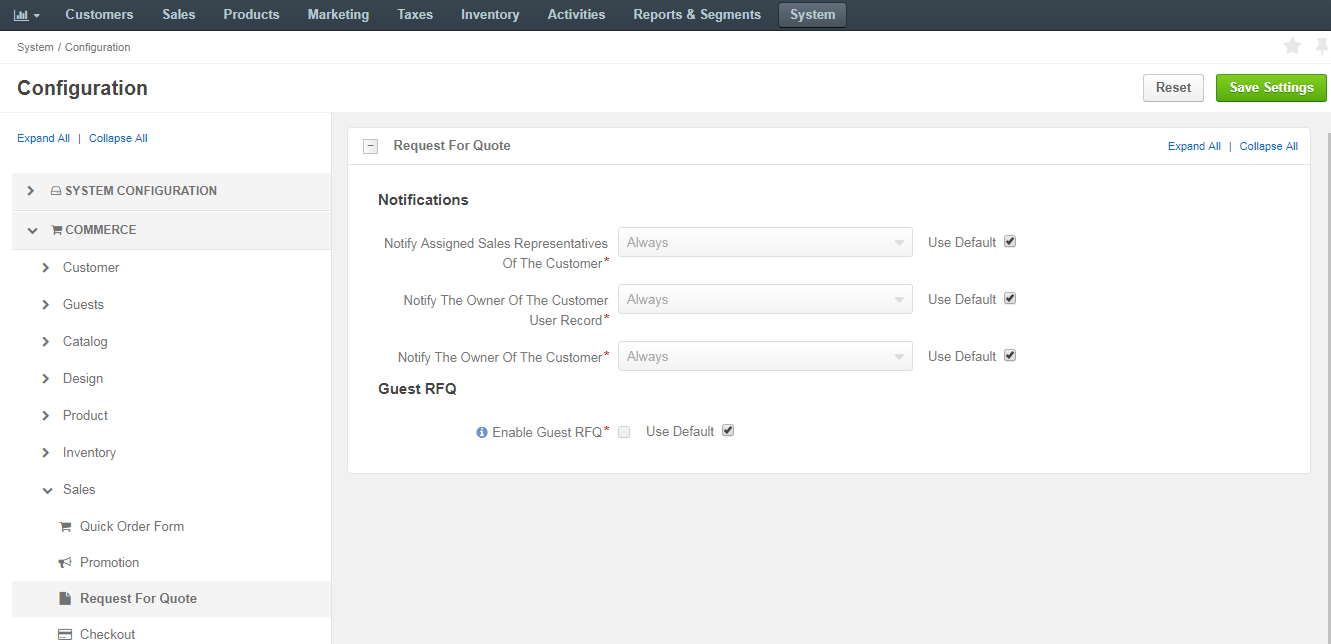 Customers Sales Products Marketing Taxes Inventory Activities Reports & Segments System
System / Configuration
Configuration
Reset Save Settings
Expand All | Collapse All
SYSTEM CONFIGURATION
COMMERCE
Customer
Guests
Catalog
Design
Product
Inventory
Sales
Quick Order Form
Promotion
Request For Quote
Checkout
Request For Quote Expand All | Collapse All
Notifications
Notify Assigned Sales Representatives
Of The Customer* Always Use Default
Notify The Owner Of The Customer
User Record* Always Use Default
Notify The Owner Of The Customer* Always Use Default
Guest RFQ
Enable Guest RFQ* Use Default